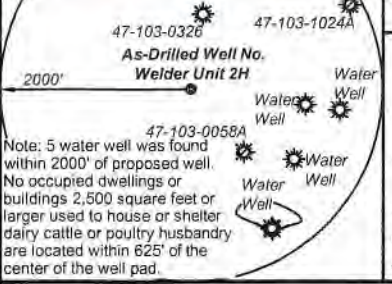 47-103-0326
47-103-1024A
As-Drilled Well No.
Welder Unit 2H
2000'
Water
Well
Water
Well
47-103-0058A
Note: 5 water well was found
within 2000' of proposed well.
No occupied dwellings or
buildings 2,500 square feet or
larger used to house or shelter
dairy cattle or poultry husbandry
are located within 625' of the
center of the well pad.
Water
Well
Water
Well